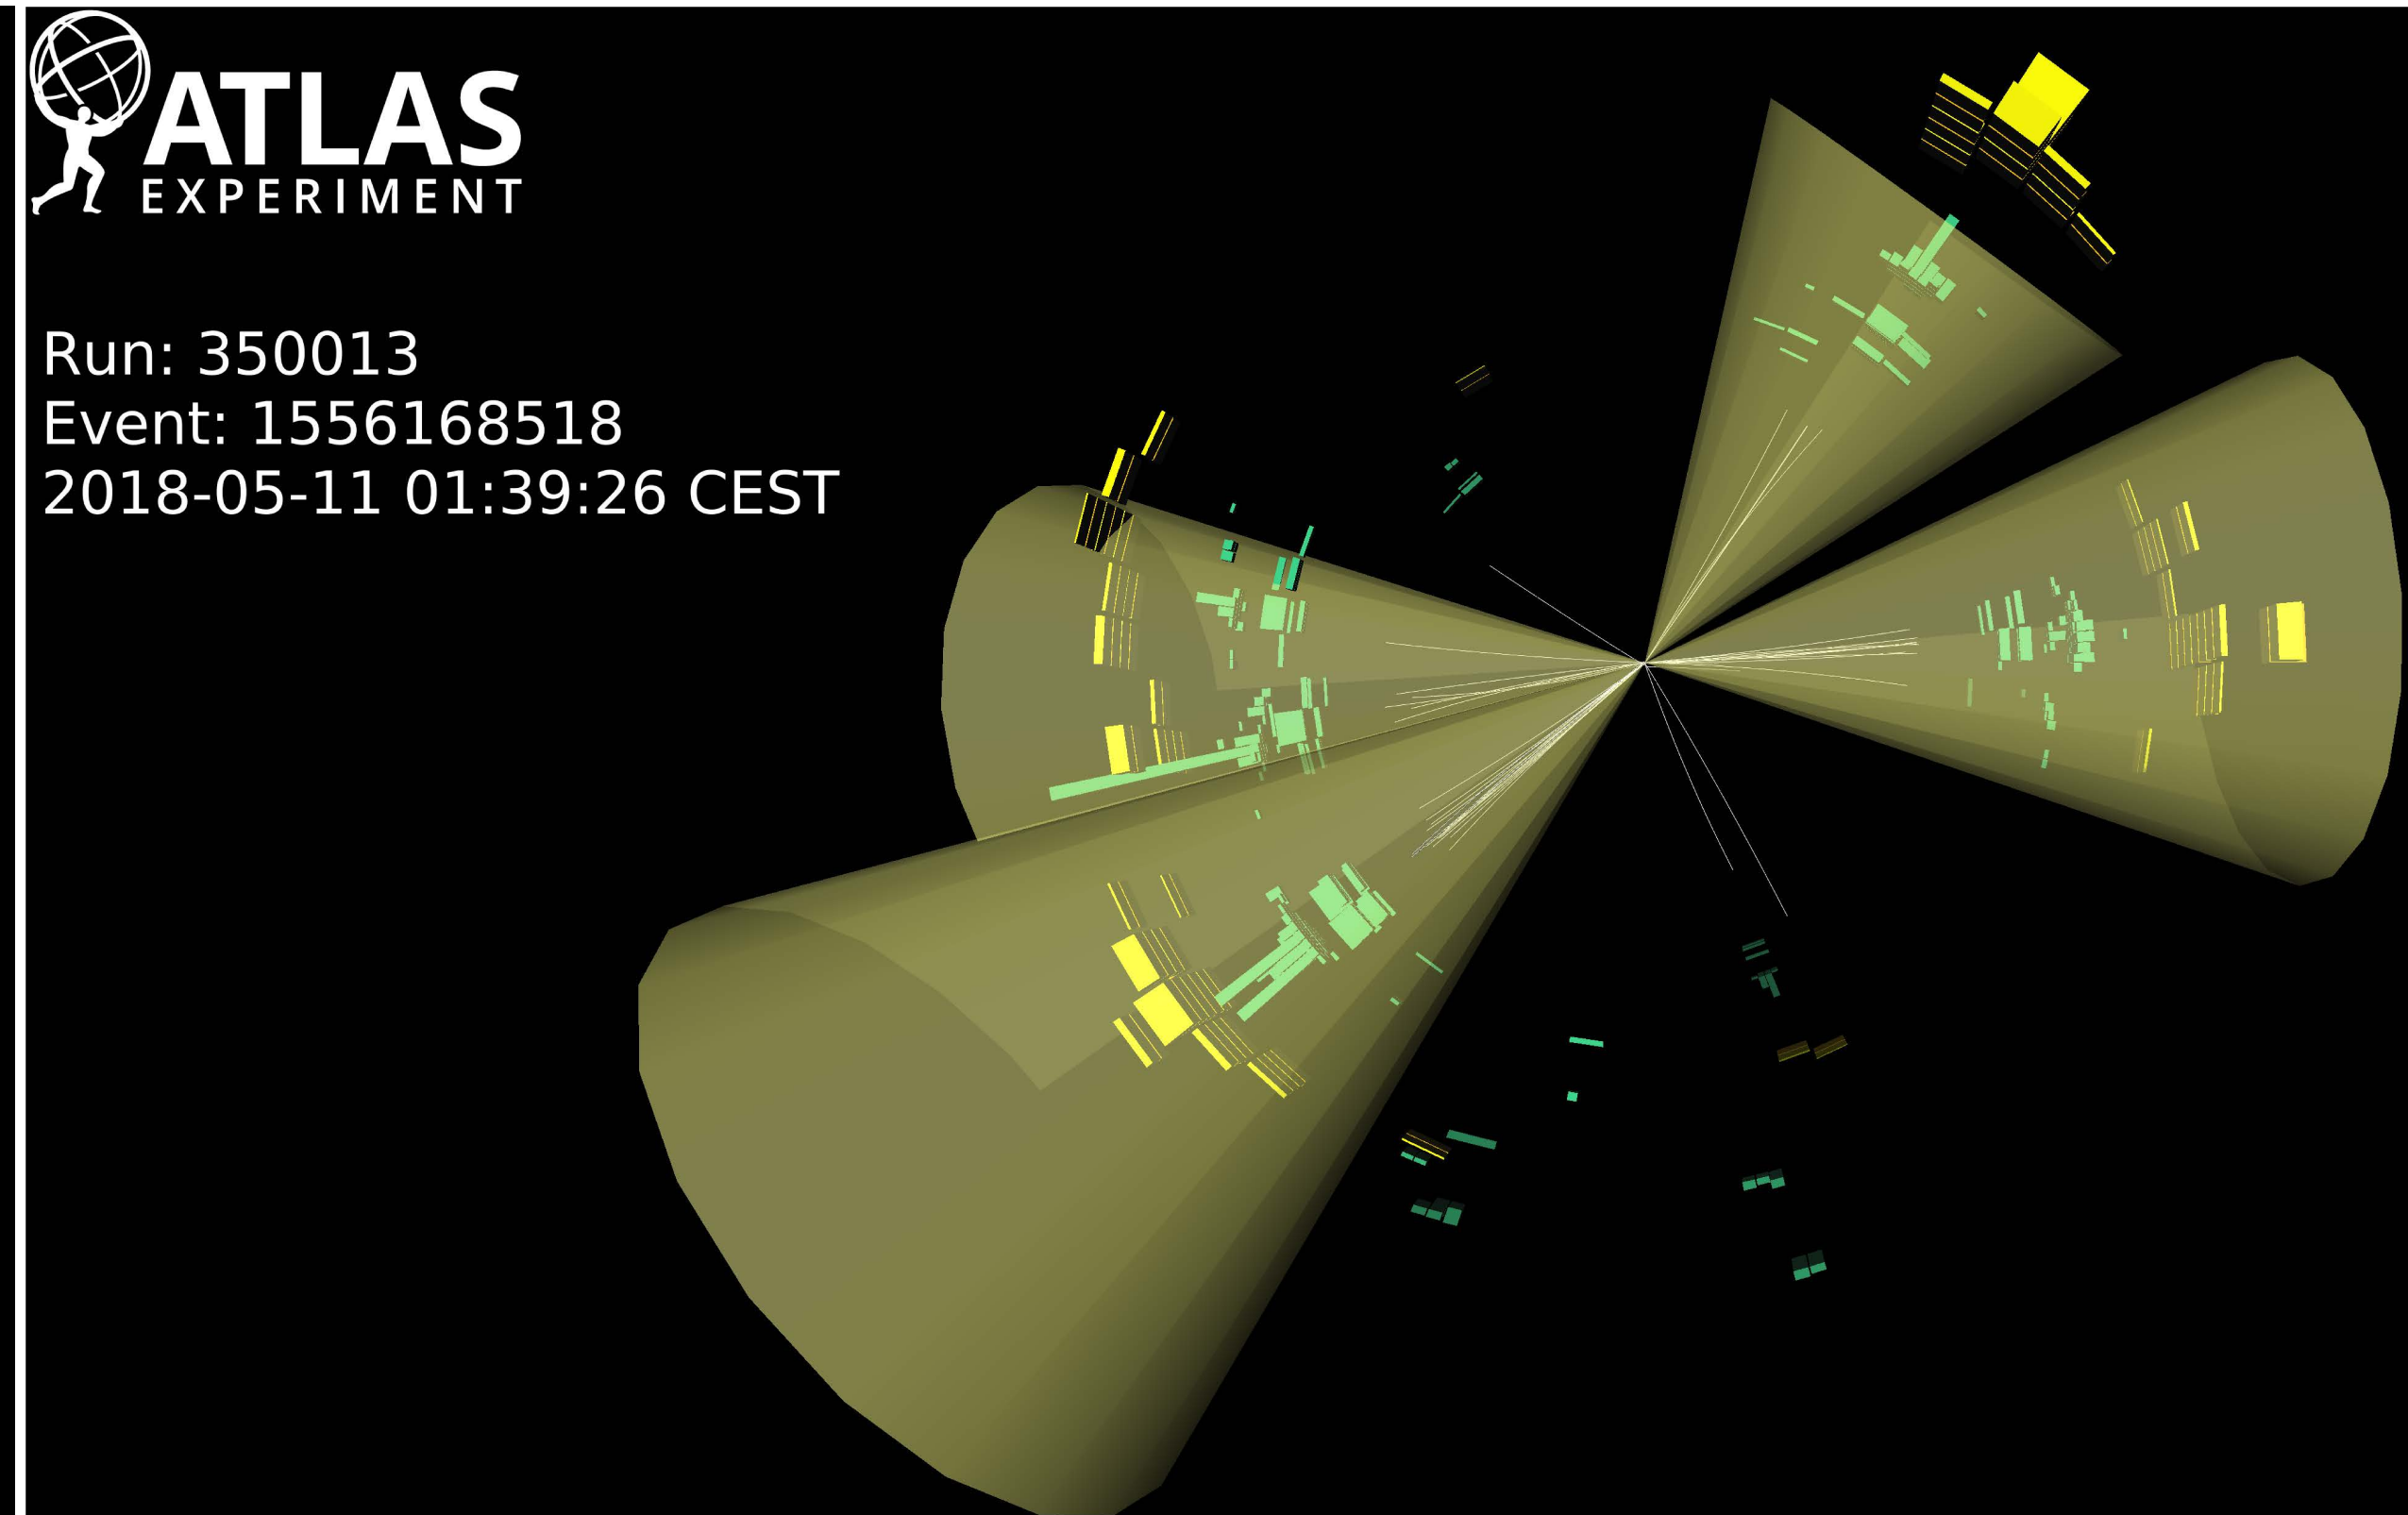 ATLAS
EXPERIMENT
Run: 350013
Event: 1556168518
2018-05-11 01:39:26 CEST